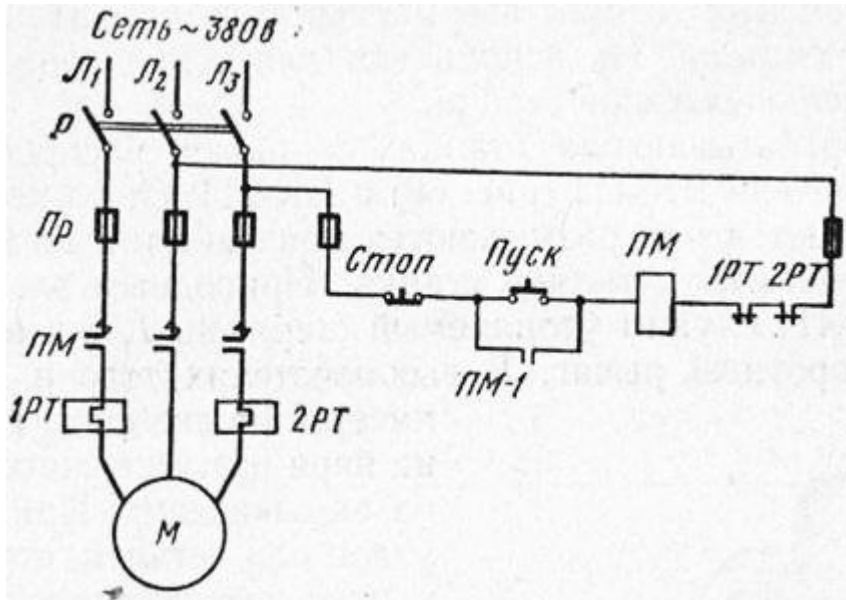 Сеть ~ 380в
Л1 Л2 Л3
Р
Пр
Стоп
Пуск
ПМ
1РТ 2РТ
ПМ
ПМ-1
1РТ
2РТ
М